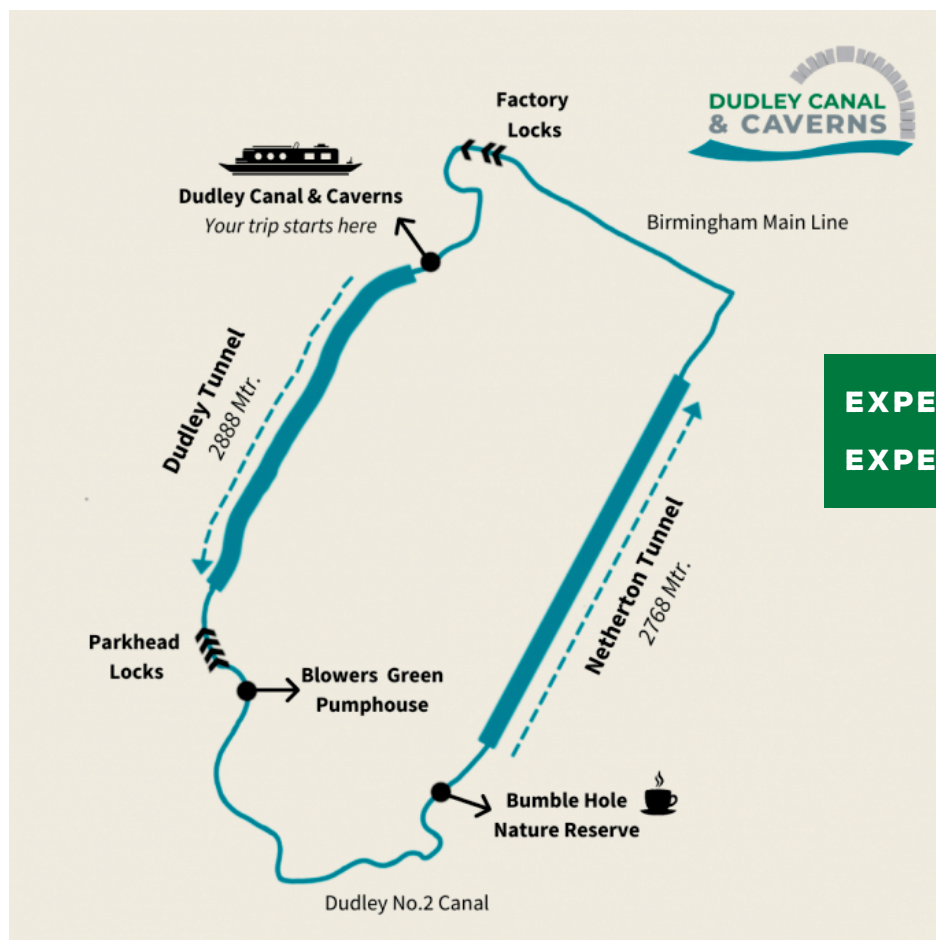 DUDLEY CANAL
& CAVERNS
Factory
Locks
Dudley Canal & Caverns
Your trip starts here
Birmingham Main Line
Dudley Tunnel
2888 Mtr.
EXPE
EXPE
Netherton Tunnel
2768 Mtr.
Parkhead
Locks
Blowers Green
Pumphouse
Bumble Hole
Nature Reserve
Dudley No.2 Canal